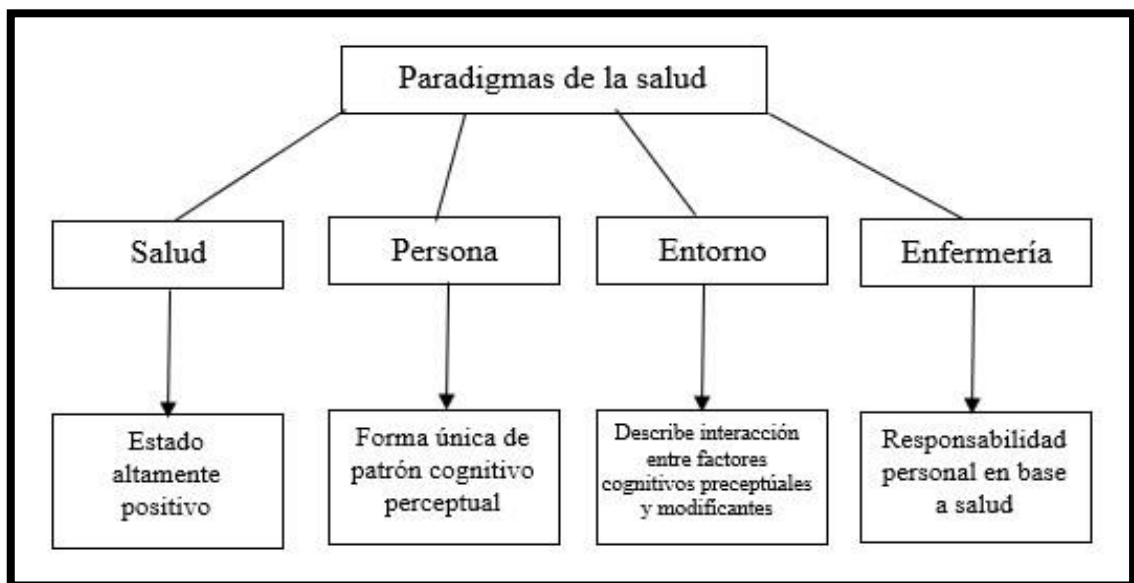 Paradigmas de la salud
Salud
Persona
Entorno
Enfermería
Estado
altamente
positivo
Forma única de
patrón cognitivo
perceptual
Describe interacción
entre factores
cognitivos preceptúales
y modificantes
Responsabilidad
personal en base
a salud